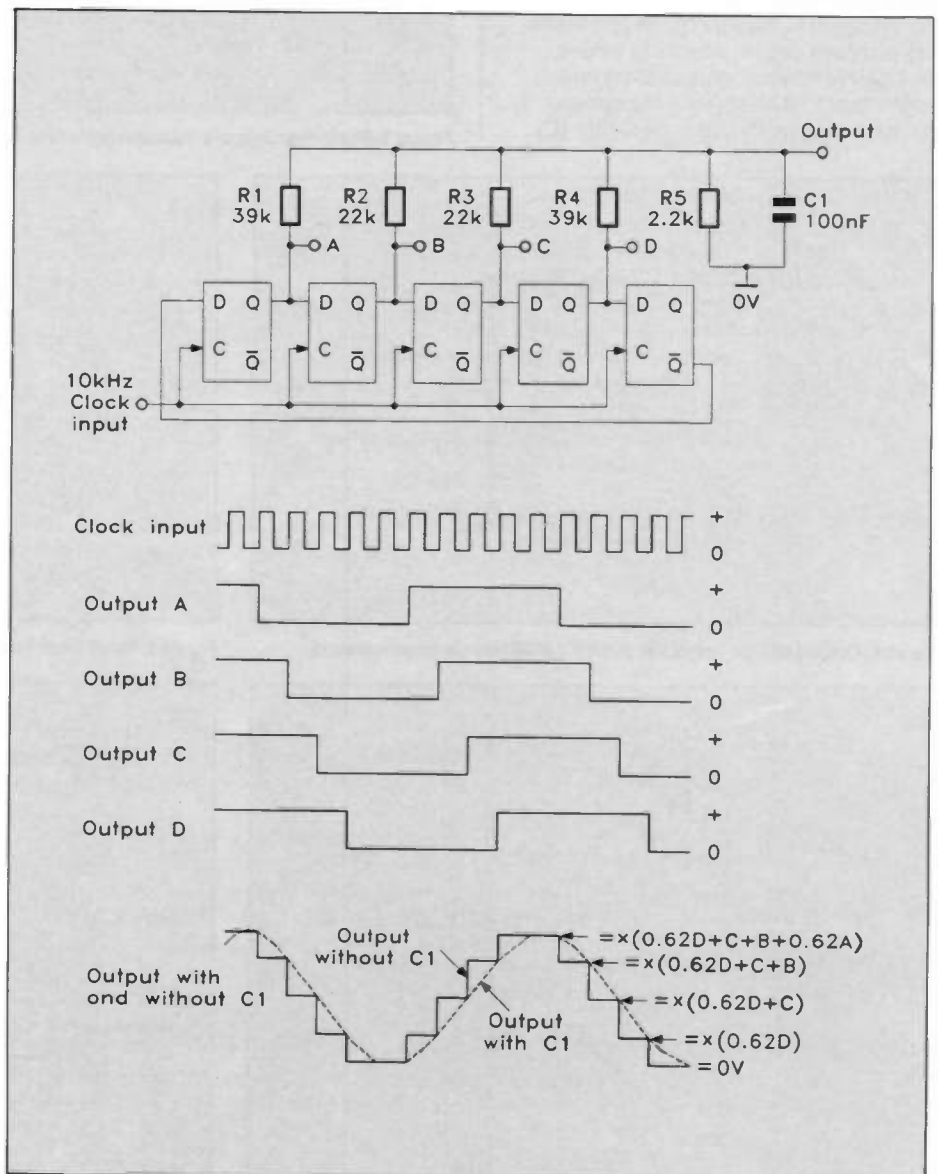 Output
R1
39k
R2
22k
R3
22k
R4
39k
R5
2.2k
C1
100nF
A
B
C
D
0V
D Q
C Q̅
D Q
C Q̅
D Q
C Q̅
D Q
C Q̅
D Q
C Q̅
10kHz
Clock
input
Clock input
+
0
Output A
+
0
Output B
+
0
Output C
+
0
Output D
+
0
Output with
ond without C1
Output
without C1
Output
with C1
=×(0.62D+C+B+0.62A)
=×(0.62D+C+B)
=×(0.62D+C)
=×(0.62D)
=0V